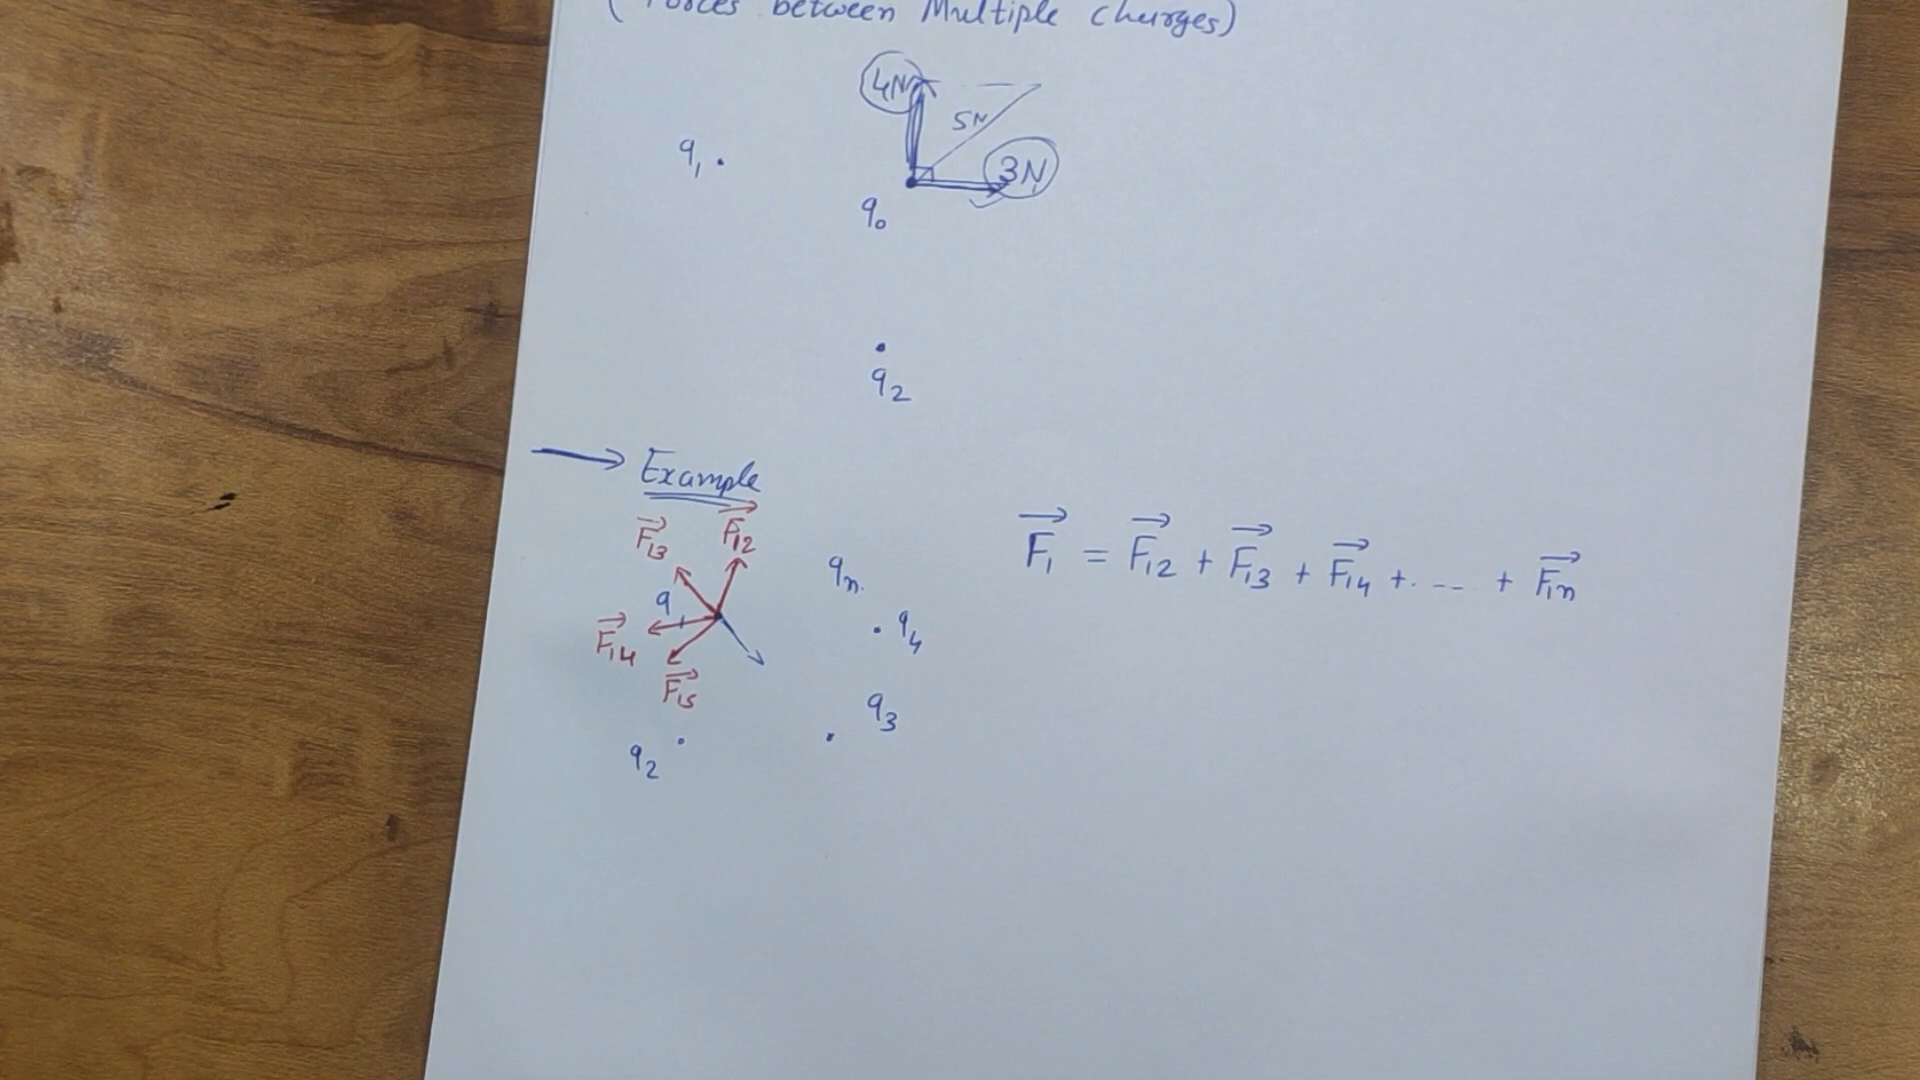 (Forces between Multiple charges)
4N
5N
3N
q₁
q₀
q₂
Example
F₁₃ F₁₂
qₙ
F₁ = F₁₂ + F₁₃ + F₁₄ + . . . + F₁ₙ
q₁
q₄
F₁₄
F₁₅
q₃
q₂